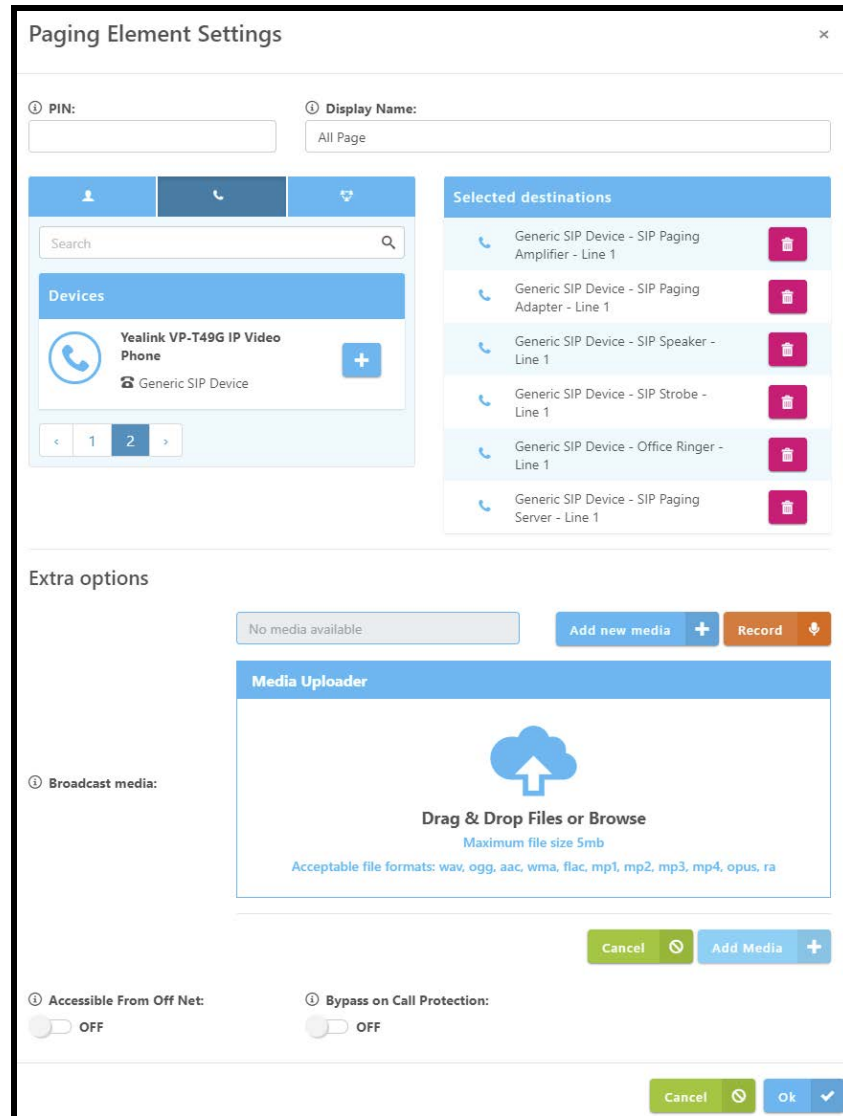 Paging Element Settings
×
PIN:
Display Name:
All Page
Search
Devices
Yealink VP-T49G IP Video
Phone
Generic SIP Device
‹ 1 2 ›
Selected destinations
Generic SIP Device - SIP Paging
Amplifier - Line 1
Generic SIP Device - SIP Paging
Adapter - Line 1
Generic SIP Device - SIP Speaker -
Line 1
Generic SIP Device - SIP Strobe -
Line 1
Generic SIP Device - Office Ringer -
Line 1
Generic SIP Device - SIP Paging
Server - Line 1
Extra options
No media available
Add new media
Record
Media Uploader
Broadcast media:
Drag & Drop Files or Browse
Maximum file size 5mb
Acceptable file formats: wav, ogg, aac, wma, flac, mp1, mp2, mp3, mp4, opus, ra
Cancel
Add Media
Accessible From Off Net:
OFF
Bypass on Call Protection:
OFF
Cancel
Ok